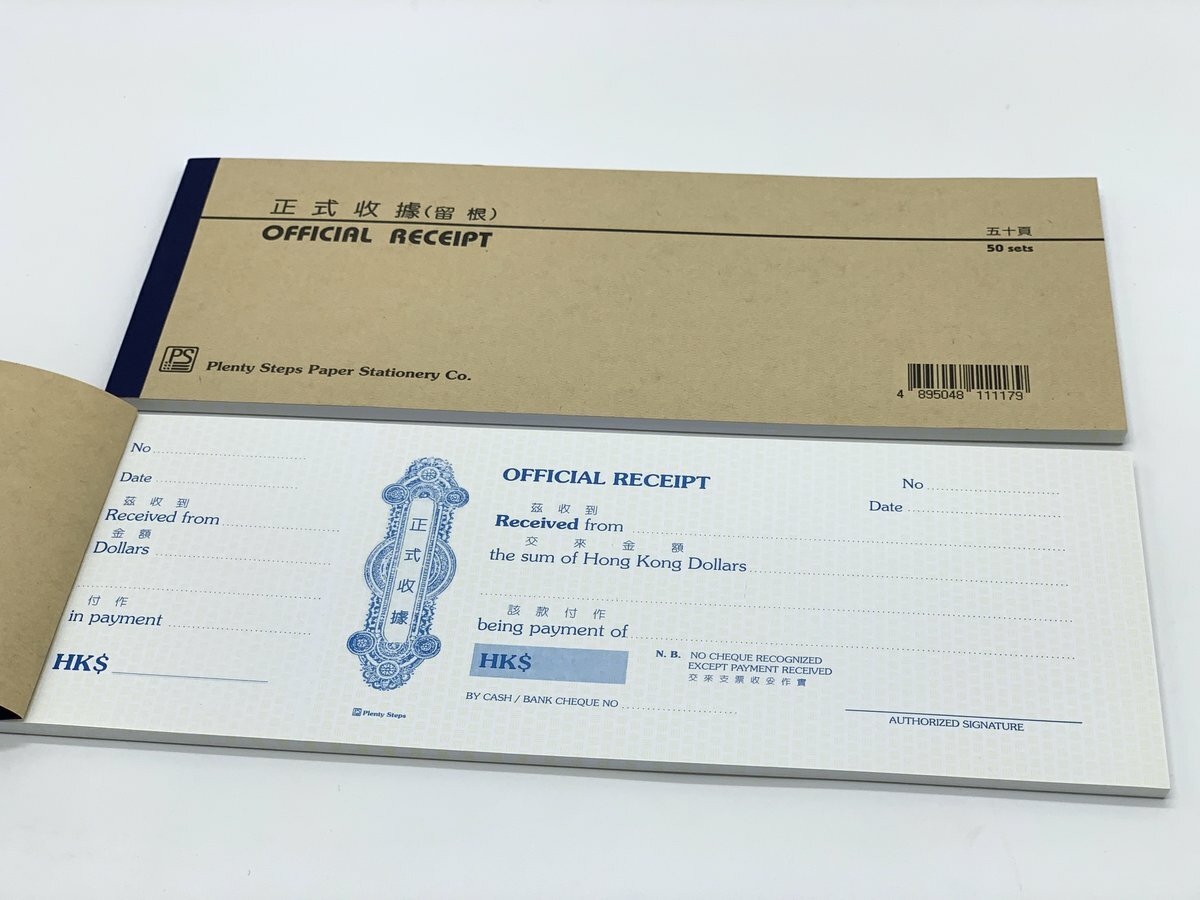 正式收據(留根)
OFFICIAL RECEIPT
五十頁
50 sets
PS
Plenty Steps Paper Stationery Co.
4 895048 111179
No
Date
茲收到
Received from
金額
Dollars
付作
in payment
HK$
正式收據
Plenty Steps
OFFICIAL RECEIPT
No
Date
茲收到
Received from
交來金額
the sum of Hong Kong Dollars
該款付作
being payment of
HK$
N. B. NO CHEQUE RECOGNIZED
EXCEPT PAYMENT RECEIVED
交來支票收妥作實
BY CASH / BANK CHEQUE NO
AUTHORIZED SIGNATURE